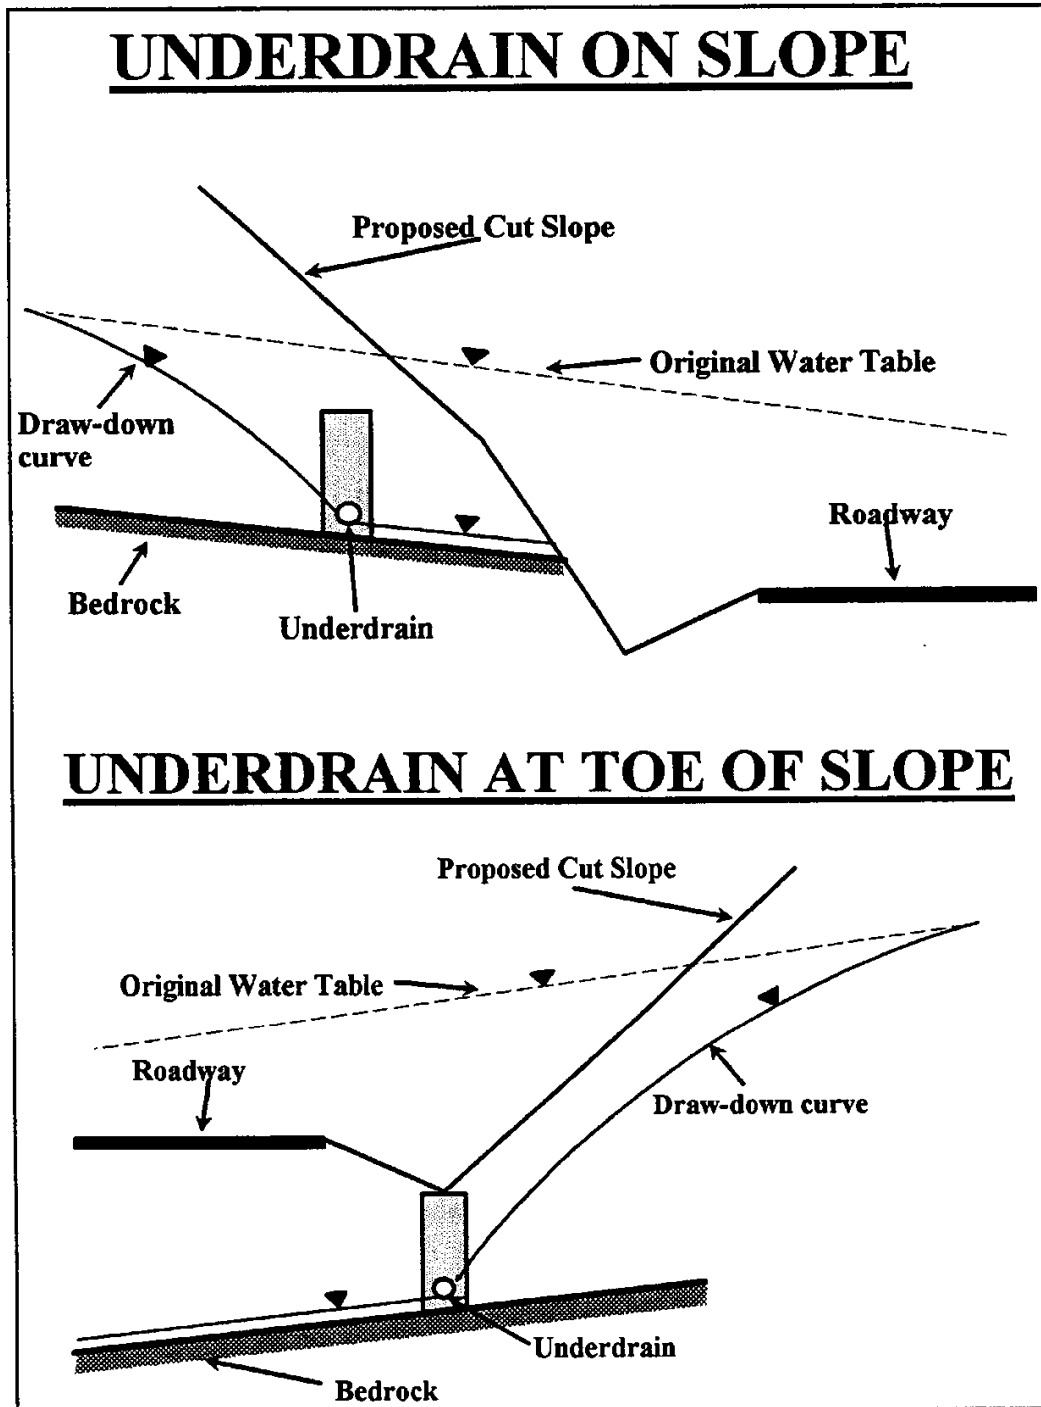 UNDERDRAIN ON SLOPE
Proposed Cut Slope
Original Water Table
Draw-down
curve
Roadway
Bedrock
Underdrain
UNDERDRAIN AT TOE OF SLOPE
Proposed Cut Slope
Original Water Table
Roadway
Draw-down curve
Underdrain
Bedrock